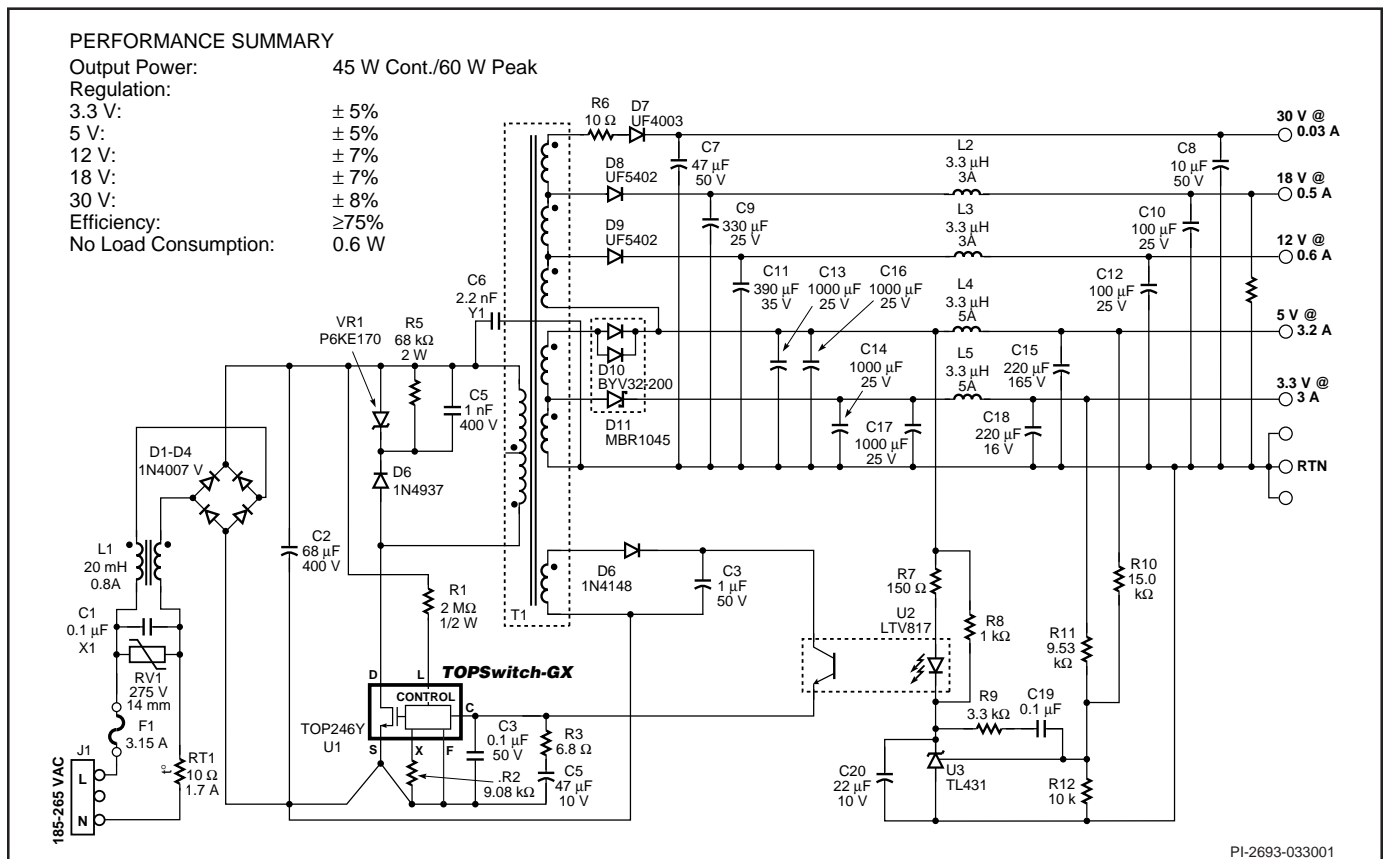 PERFORMANCE SUMMARY
Output Power: 45 W Cont./60 W Peak
Regulation:
3.3 V: ± 5%
5 V: ± 5%
12 V: ± 7%
18 V: ± 7%
30 V: ± 8%
Efficiency: ≥75%
No Load Consumption: 0.6 W
R6
10 Ω
D7
UF4003
C7
47 µF
50 V
L2
3.3 µH
3A
C8
10 µF
50 V
30 V @
0.03 A
D8
UF5402
18 V @
0.5 A
C9
330 µF
25 V
L3
3.3 µH
3A
C10
100 µF
25 V
D9
UF5402
12 V @
0.6 A
C6
2.2 nF
Y1
C11
390 µF
35 V
C13
1000 µF
25 V
C16
1000 µF
25 V
L4
3.3 µH
5A
C12
100 µF
25 V
5 V @
3.2 A
VR1
P6KE170
R5
68 kΩ
2 W
C5
1 nF
400 V
D10
BYV32-200
C14
1000 µF
25 V
L5
3.3 µH
5A
C15
220 µF
165 V
3.3 V @
3 A
D11
MBR1045
C17
1000 µF
25 V
C18
220 µF
16 V
RTN
D1-D4
1N4007 V
D6
1N4937
C2
68 µF
400 V
L1
20 mH
0.8A
C1
0.1 µF
X1
RV1
275 V
14 mm
F1
3.15 A
J1
L
N
185-265 VAC
t°
RT1
10 Ω
1.7 A
R1
2 MΩ
1/2 W
T1
D6
1N4148
C3
1 µF
50 V
R7
150 Ω
U2
LTV817
R8
1 kΩ
R10
15.0
kΩ
R11
9.53
kΩ
TOPSwitch-GX
D
L
CONTROL
C
S
X
F
TOP246Y
U1
.R2
9.08 kΩ
C3
0.1 µF
50 V
R3
6.8 Ω
C5
47 µF
10 V
R9
3.3 kΩ
C19
0.1 µF
C20
22 µF
10 V
U3
TL431
R12
10 k
PI-2693-033001